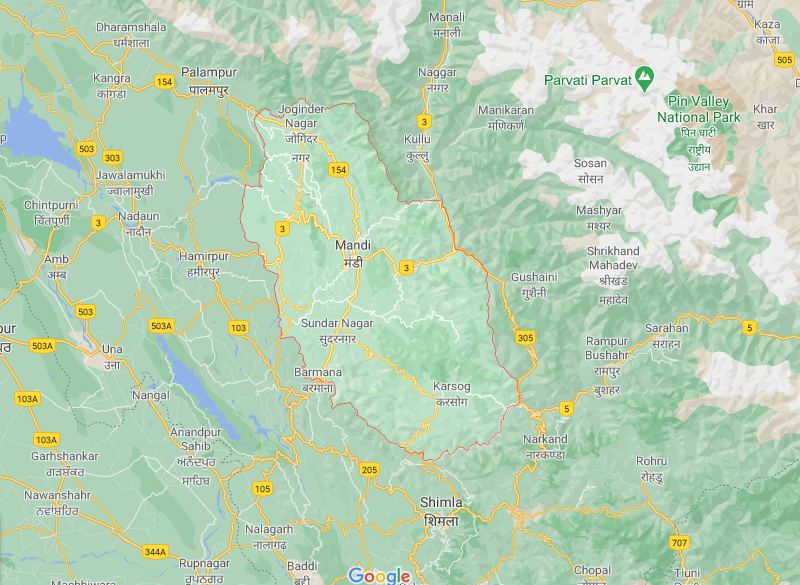 Manali
मनाली
ग्राम
Kaza
काज़ा
505
Dharamshala
धर्मशाला
Palampur
पालमपुर
154
Kangra
कांगड़ा
Naggar
नग्गर
Parvati Parvat
Pin Valley
National Park
पिन घाटी
राष्ट्रीय
उद्यान
Khar
खार
Manikaran
मणिकर्ण
Joginder
Nagar
जोगिंदर
नगर
3
Kullu
कुल्लु
503
303
154
Sosan
सोसन
Jawalamukhi
ज्वालामुखी
Chintpurni
चिंतपूर्णी
3
Nadaun
नादौन
3
Mashyar
मश्यर
Mandi
मंडी
3
Shrikhand
Mahadev
श्रीखंड
महादेव
Amb
अम्ब
Hamirpur
हमीरपुर
Gushaini
गुशैनी
503
503A
103
Sundar Nagar
सुंदरनगर
305
Sarahan
सराहन
5
503A
Rampur
Bushahr
रामपुर
बुशहर
Una
उना
Barmana
बरमाना
Karsog
करसोग
103A
Nangal
5
103A
Anandpur
Sahib
ਅਨੰਦਪੁਰ
ਸਾਹਿਬ
Narkand
नारकण्डा
Garhshankar
ਗੜਸ਼ੰਕਰ
205
Rohru
रोहड़ू
Nawanshahr
ਨਵਾਂਸ਼ਹਿਰ
105
Shimla
शिमला
Nalagarh
नालागढ़
707
344A
Rupnagar
ਰੂਪਨਗਰ
Baddi
बद्दी
Google
Chopal
चोपाल
Tiuni